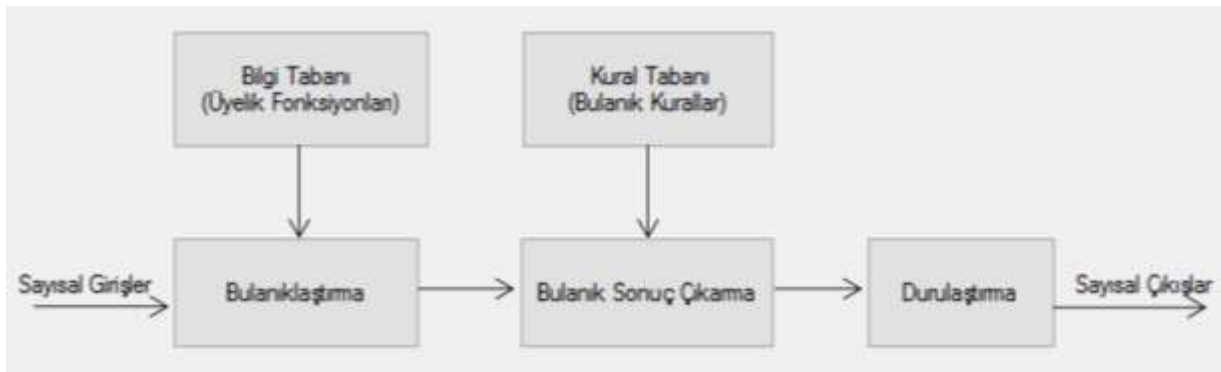 Bilgi Tabanı
(Üyelik Fonksiyonları)
Kural Tabanı
(Bulanık Kurallar)
Sayısal Girişler
Bulanıklaştırma
Bulanık Sonuç Çıkarma
Durulaştırma
Sayısal Çıkışlar